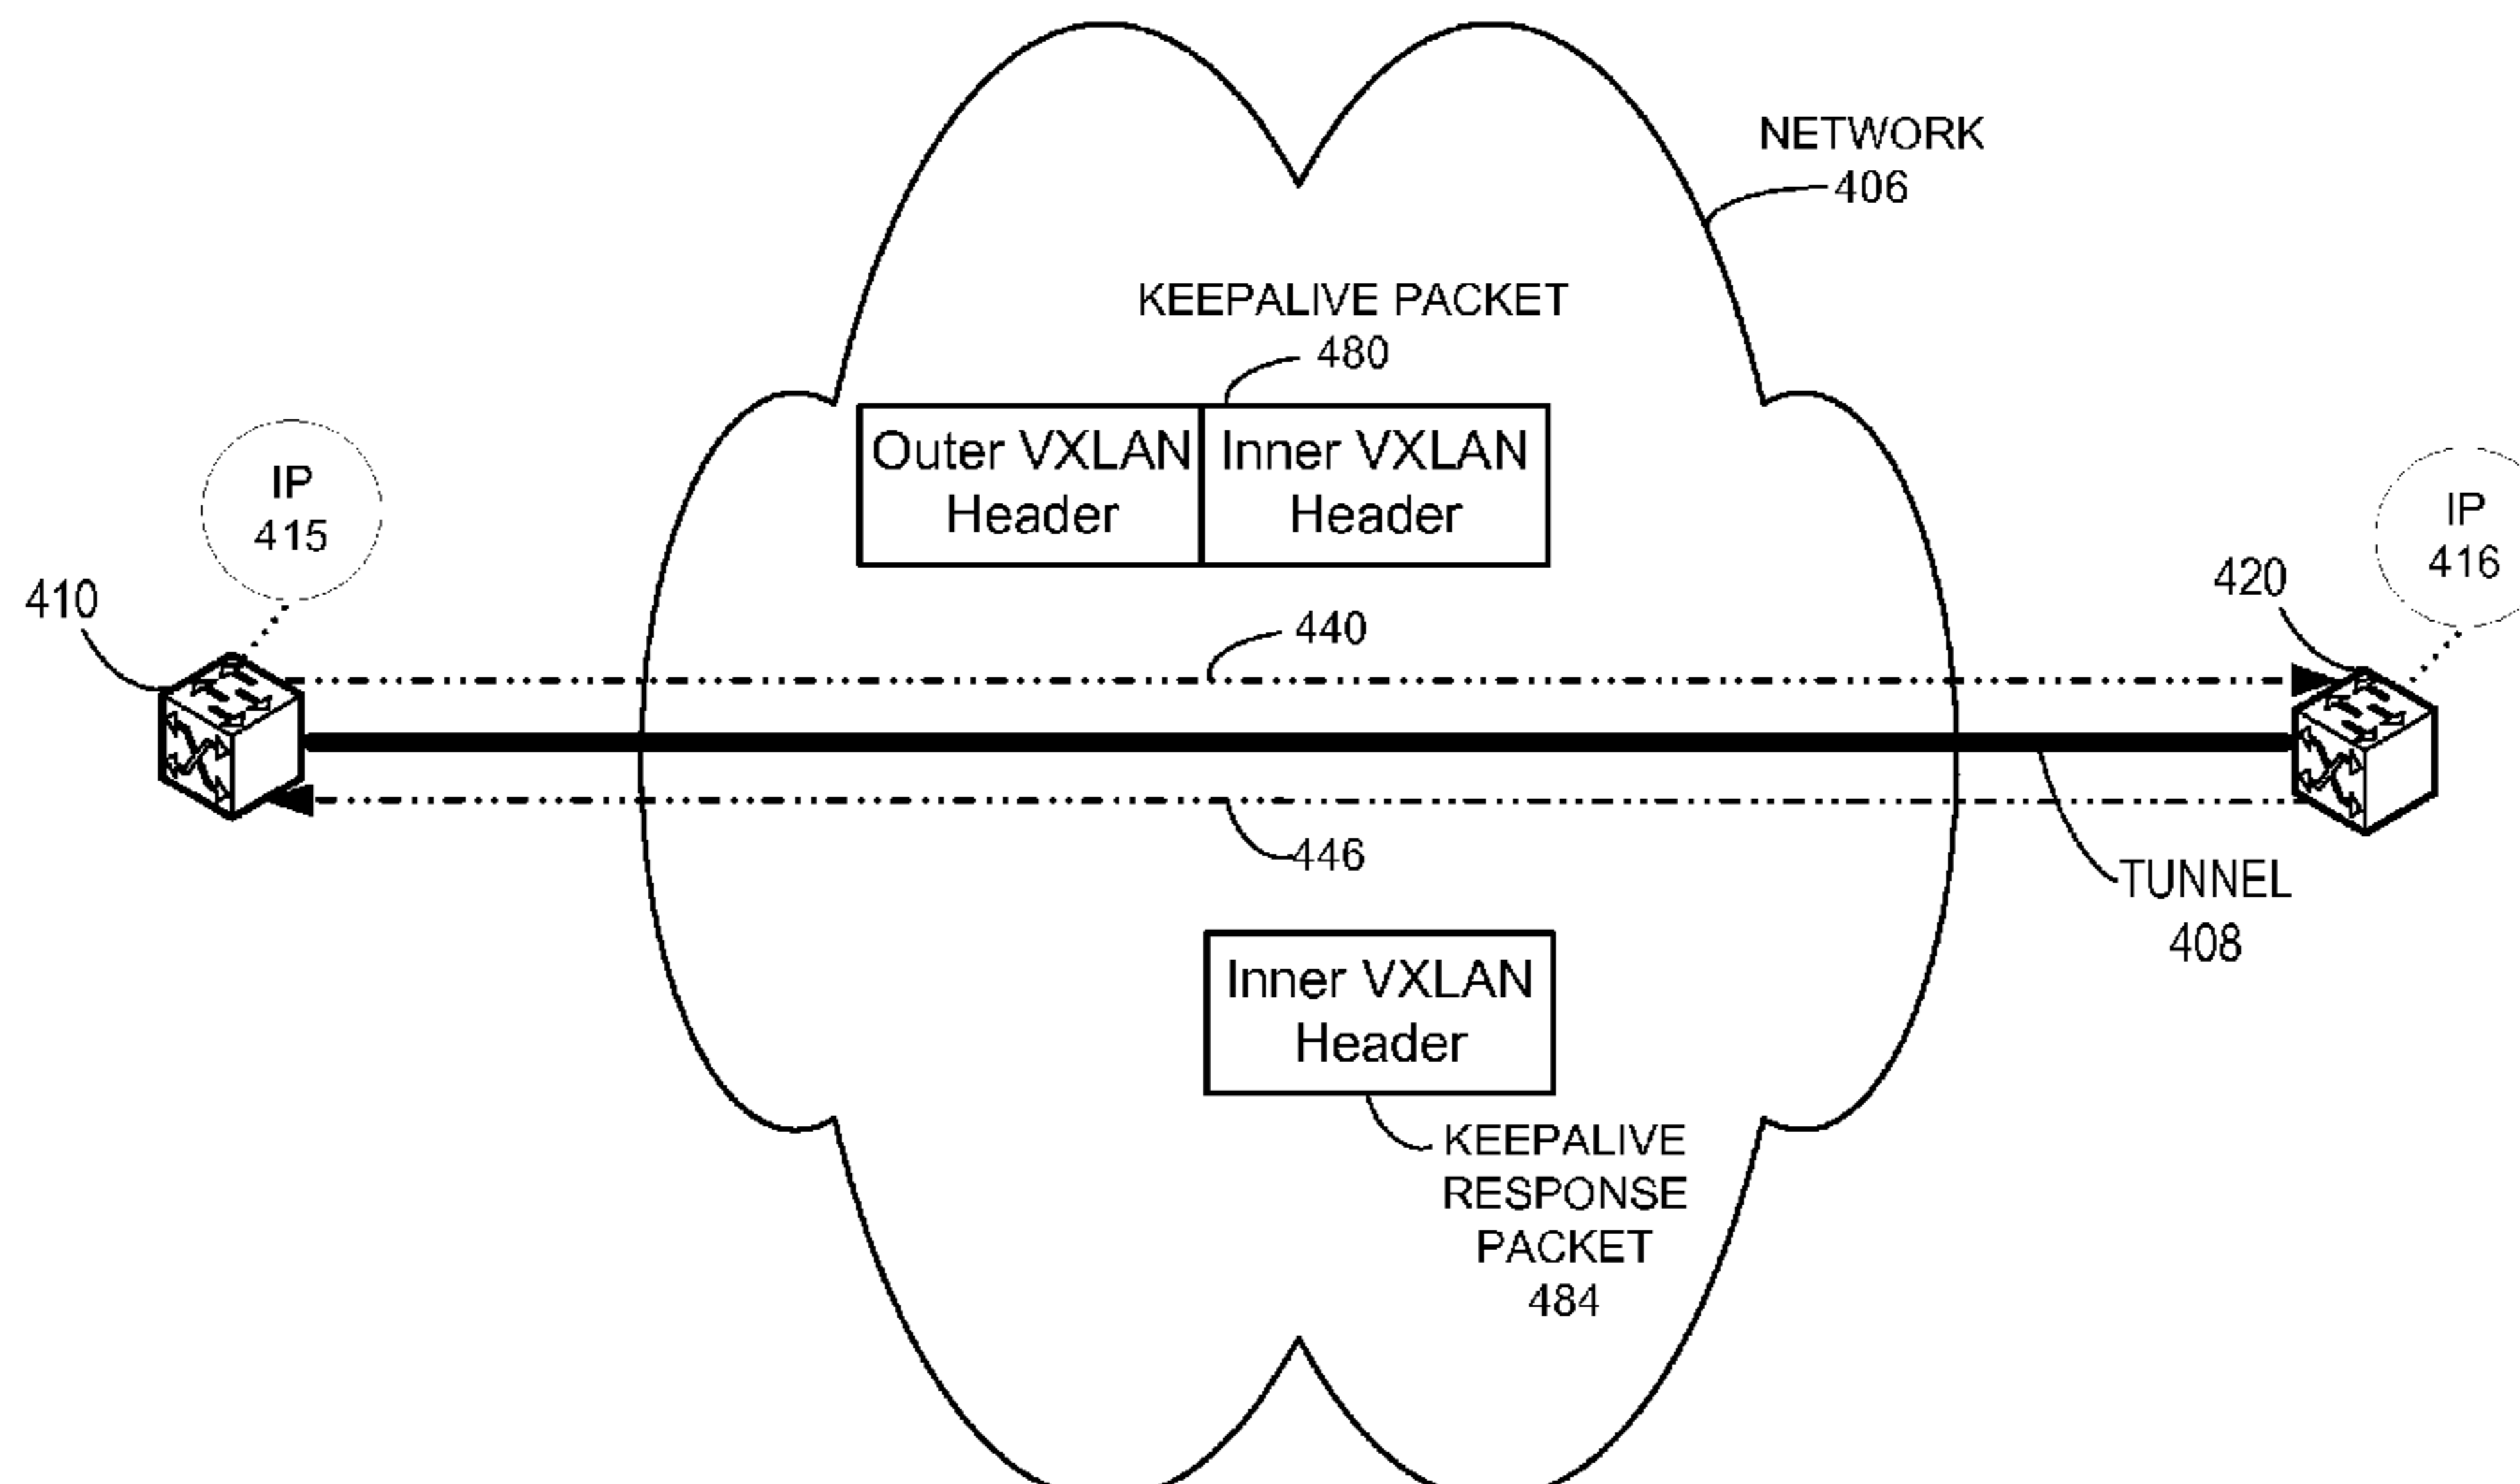 NETWORK
406
KEEPALIVE PACKET
480
Outer VXLAN
Header
Inner VXLAN
Header
IP
415
IP
416
410
420
440
446
TUNNEL
408
Inner VXLAN
Header
KEEPALIVE
RESPONSE
PACKET
484